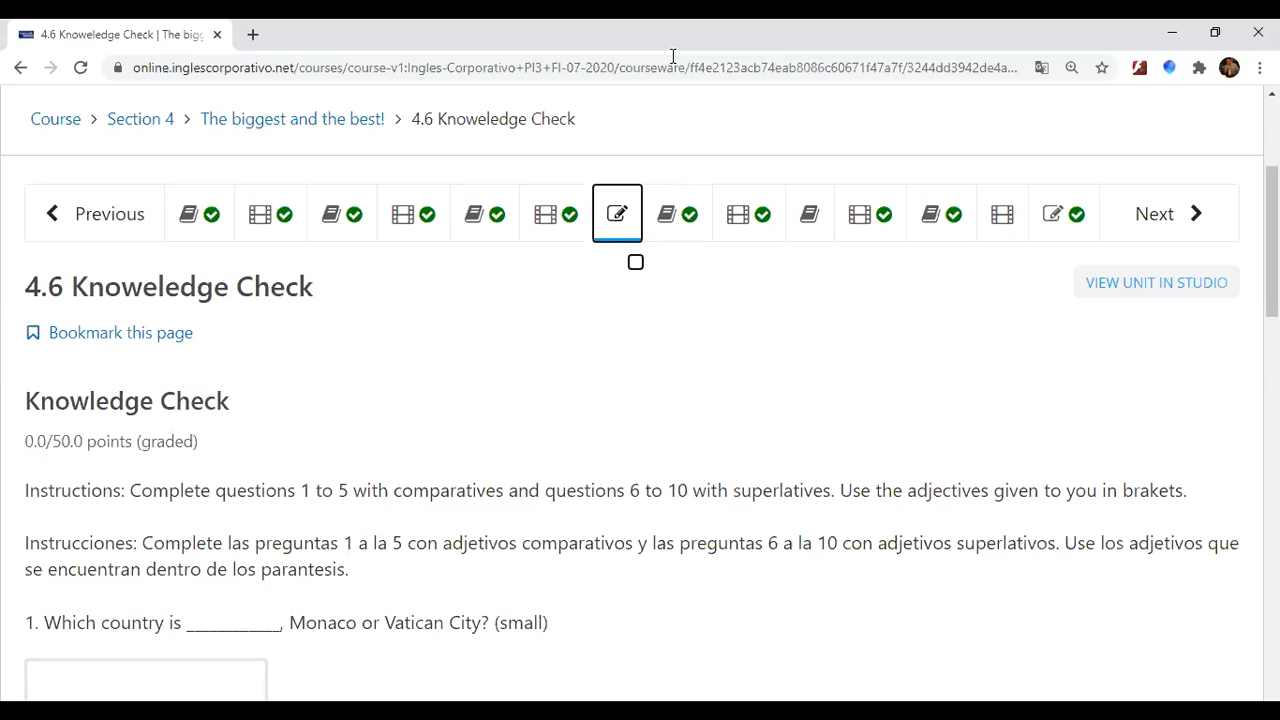 4.6 Knoweledge Check | The bigg
online.inglescorporativo.net/courses/course-v1:Ingles-Corporativo+PI3+FI-07-2020/courseware/ff4e2123acb74eab8086c60671f47a7f/3244dd3942de4a...
Course > Section 4 > The biggest and the best! > 4.6 Knoweledge Check
Previous
Next
4.6 Knoweledge Check
VIEW UNIT IN STUDIO
Bookmark this page
Knowledge Check
0.0/50.0 points (graded)
Instructions: Complete questions 1 to 5 with comparatives and questions 6 to 10 with superlatives. Use the adjectives given to you in brakets.
Instrucciones: Complete las preguntas 1 a la 5 con adjetivos comparativos y las preguntas 6 a la 10 con adjetivos superlativos. Use los adjetivos que
se encuentran dentro de los parantesis.
1. Which country is ____________, Monaco or Vatican City? (small)